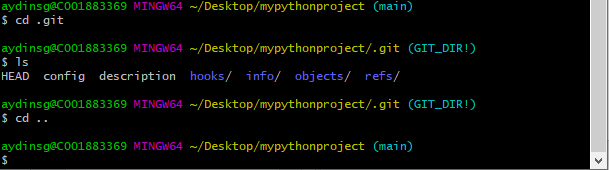 aydinsg@C001883369 MINGW64 ~/Desktop/mypythonproject (main)
$ cd .git
aydinsg@C001883369 MINGW64 ~/Desktop/mypythonproject/.git (GIT_DIR!)
$ ls
HEAD  config  description  hooks/  info/  objects/  refs/
aydinsg@C001883369 MINGW64 ~/Desktop/mypythonproject/.git (GIT_DIR!)
$ cd ..
aydinsg@C001883369 MINGW64 ~/Desktop/mypythonproject (main)
$